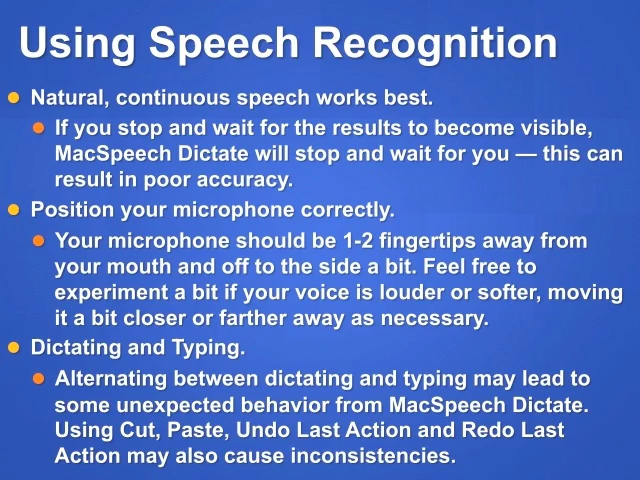 Using Speech Recognition
Natural, continuous speech works best.
If you stop and wait for the results to become visible,
MacSpeech Dictate will stop and wait for you — this can
result in poor accuracy.
Position your microphone correctly.
Your microphone should be 1-2 fingertips away from
your mouth and off to the side a bit. Feel free to
experiment a bit if your voice is louder or softer, moving
it a bit closer or farther away as necessary.
Dictating and Typing.
Alternating between dictating and typing may lead to
some unexpected behavior from MacSpeech Dictate.
Using Cut, Paste, Undo Last Action and Redo Last
Action may also cause inconsistencies.